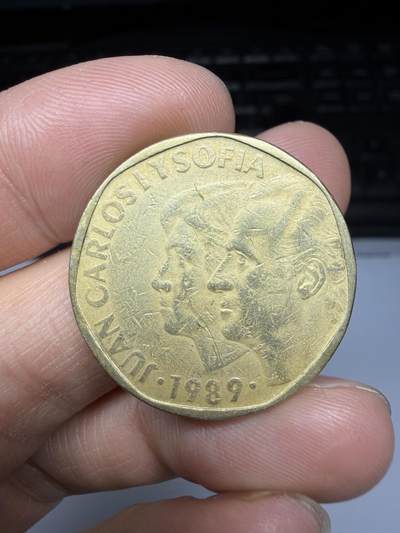 JUAN CARLOS I Y SOFIA
· 1989 ·